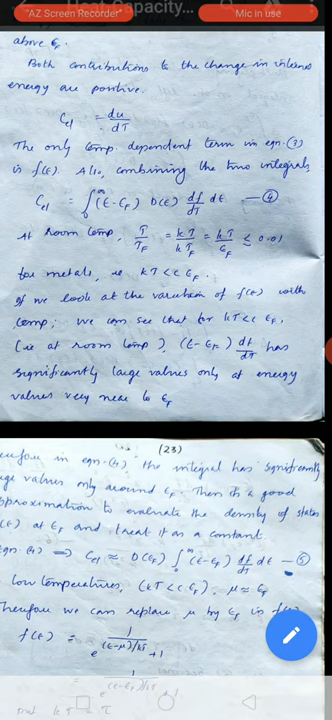 Heat Capacity...
"AZ Screen Recorder"
Mic in use
above ε_F.
Both contributions to the change in internal
energy are positive.
C_el = du/dT
The only temp. dependent term in eqn. (3)
is f(ε). Also, combining the two integrals,
C_el = ∫_0^∞ (ε-ε_F) D(ε) df/dT dε —④
At room temp, T/T_F = kT/kT_F = kT/ε_F ≤ 0.01
for metals, ie kT << ε_F.
If we look at the variation of f(ε) with
temp; we can see that for kT << ε_F,
(ie at room temp), (ε-ε_F) df/dT has
significantly large values only at energy
values very near to ε_F
(23)
in eqn. (4), the integral has significantly
values only around ε_F. Then it's a good
approximation to evaluate the density of states
(ε) at ε_F and treat it as a constant.
eqn. (4) ⟹ C_el ≈ D(ε_F) ∫_0^∞ (ε-ε_F) df/dT dε —⑤
low temperatures, (kT << ε_F), μ ≈ ε_F
Therefore we can replace μ by ε_F in
f(ε) = 1/(e^{(ε-μ)/kT} + 1)
= 1/(e^{(ε-ε_F)/kT} + 1)